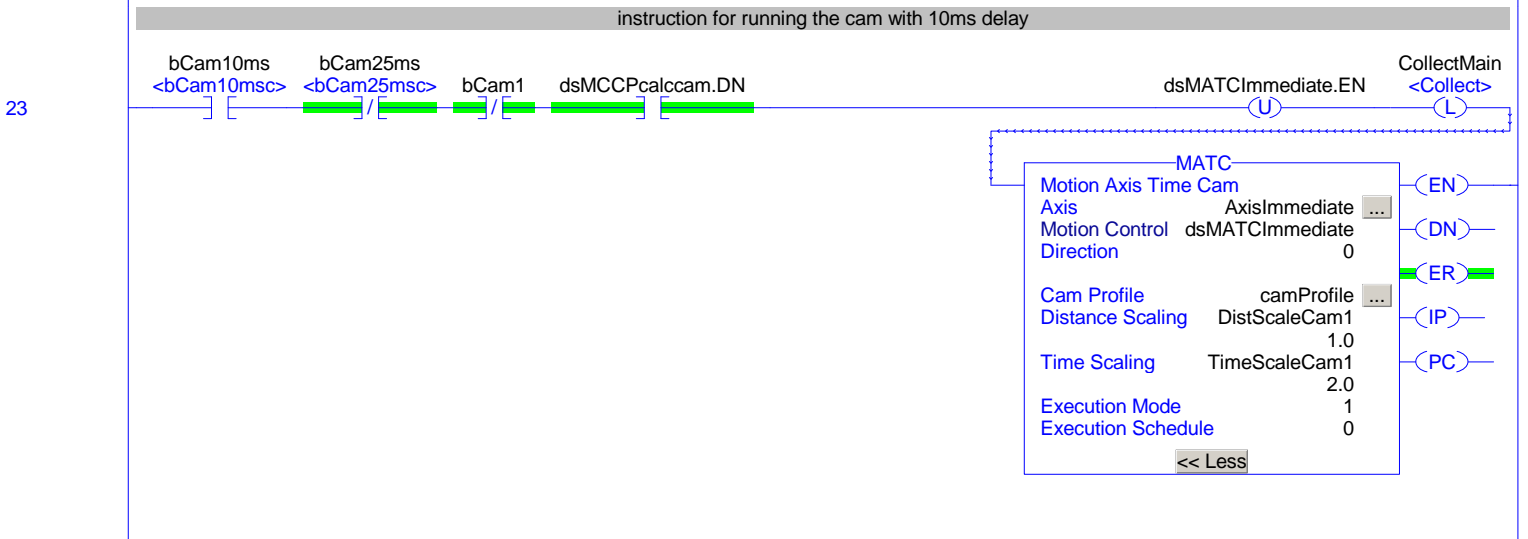 instruction for running the cam with 10ms delay
bCam10ms bCam25ms CollectMain
<bCam10msc> <bCam25msc> bCam1 dsMCCPcalccam.DN dsMATCImmediate.EN <Collect>
23 / / U L
MATC
Motion Axis Time Cam EN
Axis AxisImmediate ...
Motion Control dsMATCImmediate DN
Direction 0
ER
Cam Profile camProfile ...
Distance Scaling DistScaleCam1 IP
1.0
Time Scaling TimeScaleCam1 PC
2.0
Execution Mode 1
Execution Schedule 0
<< Less